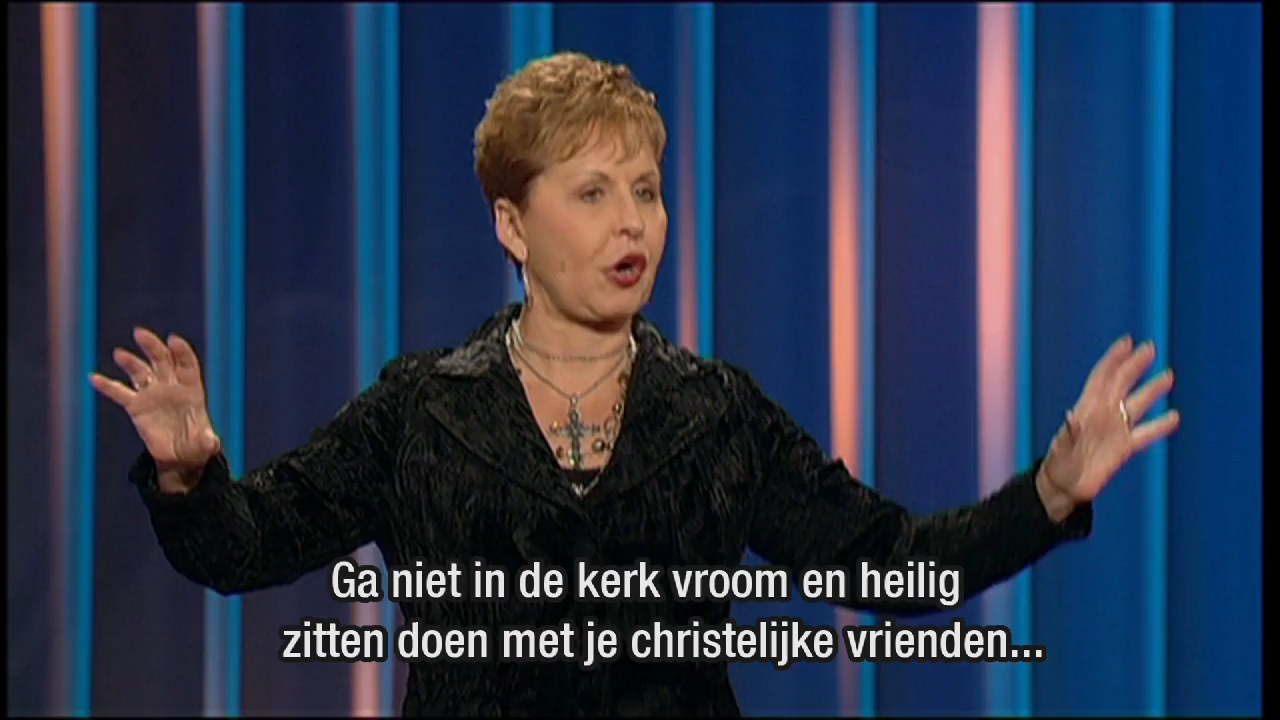 Ga niet in de kerk vroom en heilig
zitten doen met je christelijke vrienden...